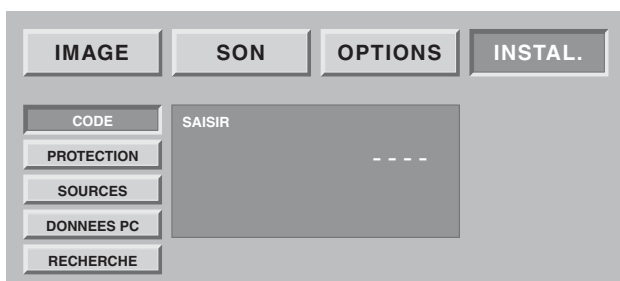 IMAGE SON OPTIONS INSTAL.
CODE SAISIR
PROTECTION - - - -
SOURCES
DONNEES PC
RECHERCHE